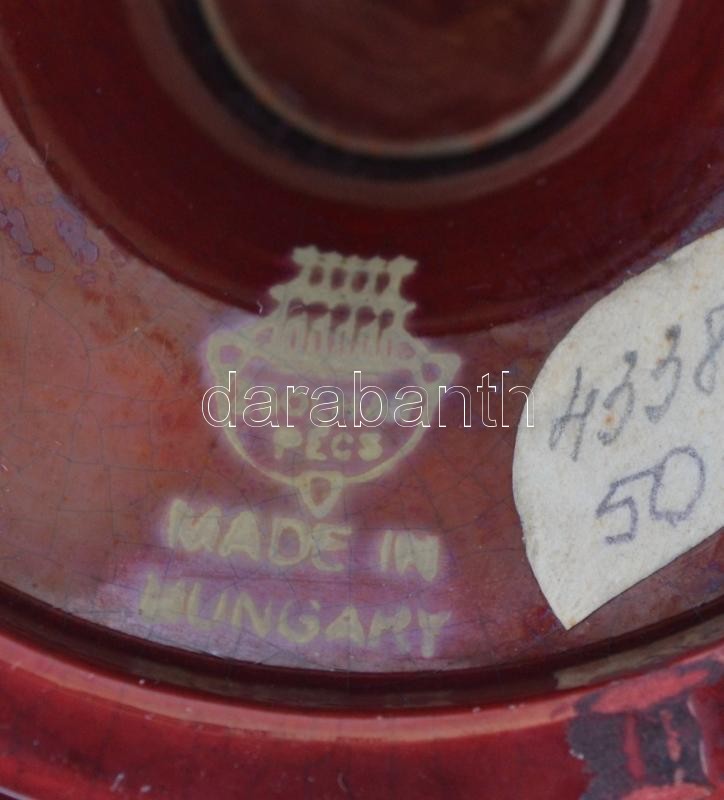 darabanth
PECS
MADE IN
HUNGARY
4338
50